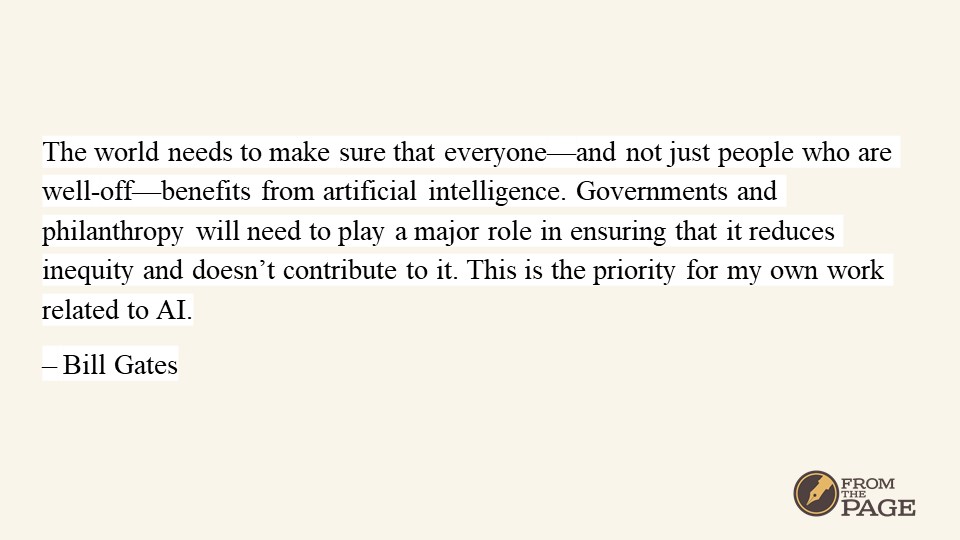 The world needs to make sure that everyone—and not just people who are
well-off—benefits from artificial intelligence. Governments and
philanthropy will need to play a major role in ensuring that it reduces
inequity and doesn’t contribute to it. This is the priority for my own work
related to AI.
– Bill Gates
FROM
THE
PAGE